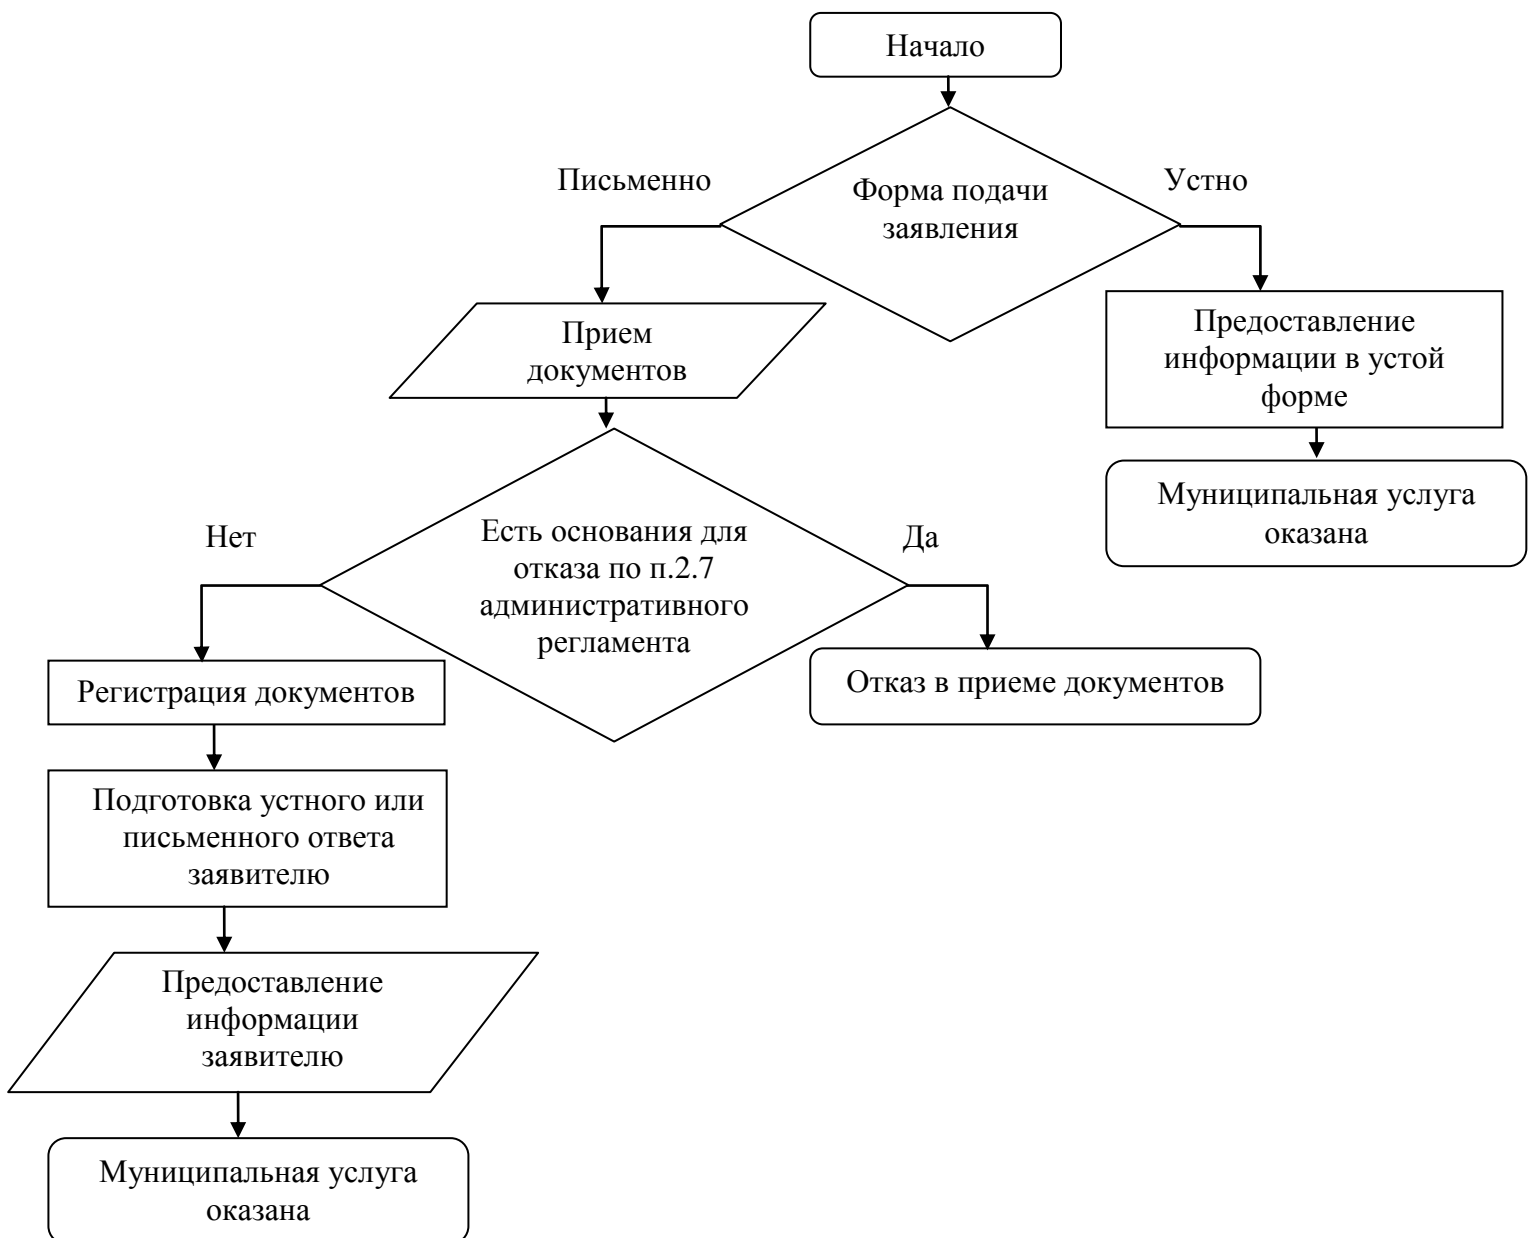 Начало
Письменно
Форма подачи
заявления
Устно
Прием
документов
Предоставление
информации в устой
форме
Муниципальная услуга
оказана
Нет
Есть основания для
отказа по п.2.7
административного
регламента
Да
Регистрация документов
Отказ в приеме документов
Подготовка устного или
письменного ответа
заявителю
Предоставление
информации
заявителю
Муниципальная услуга
оказана